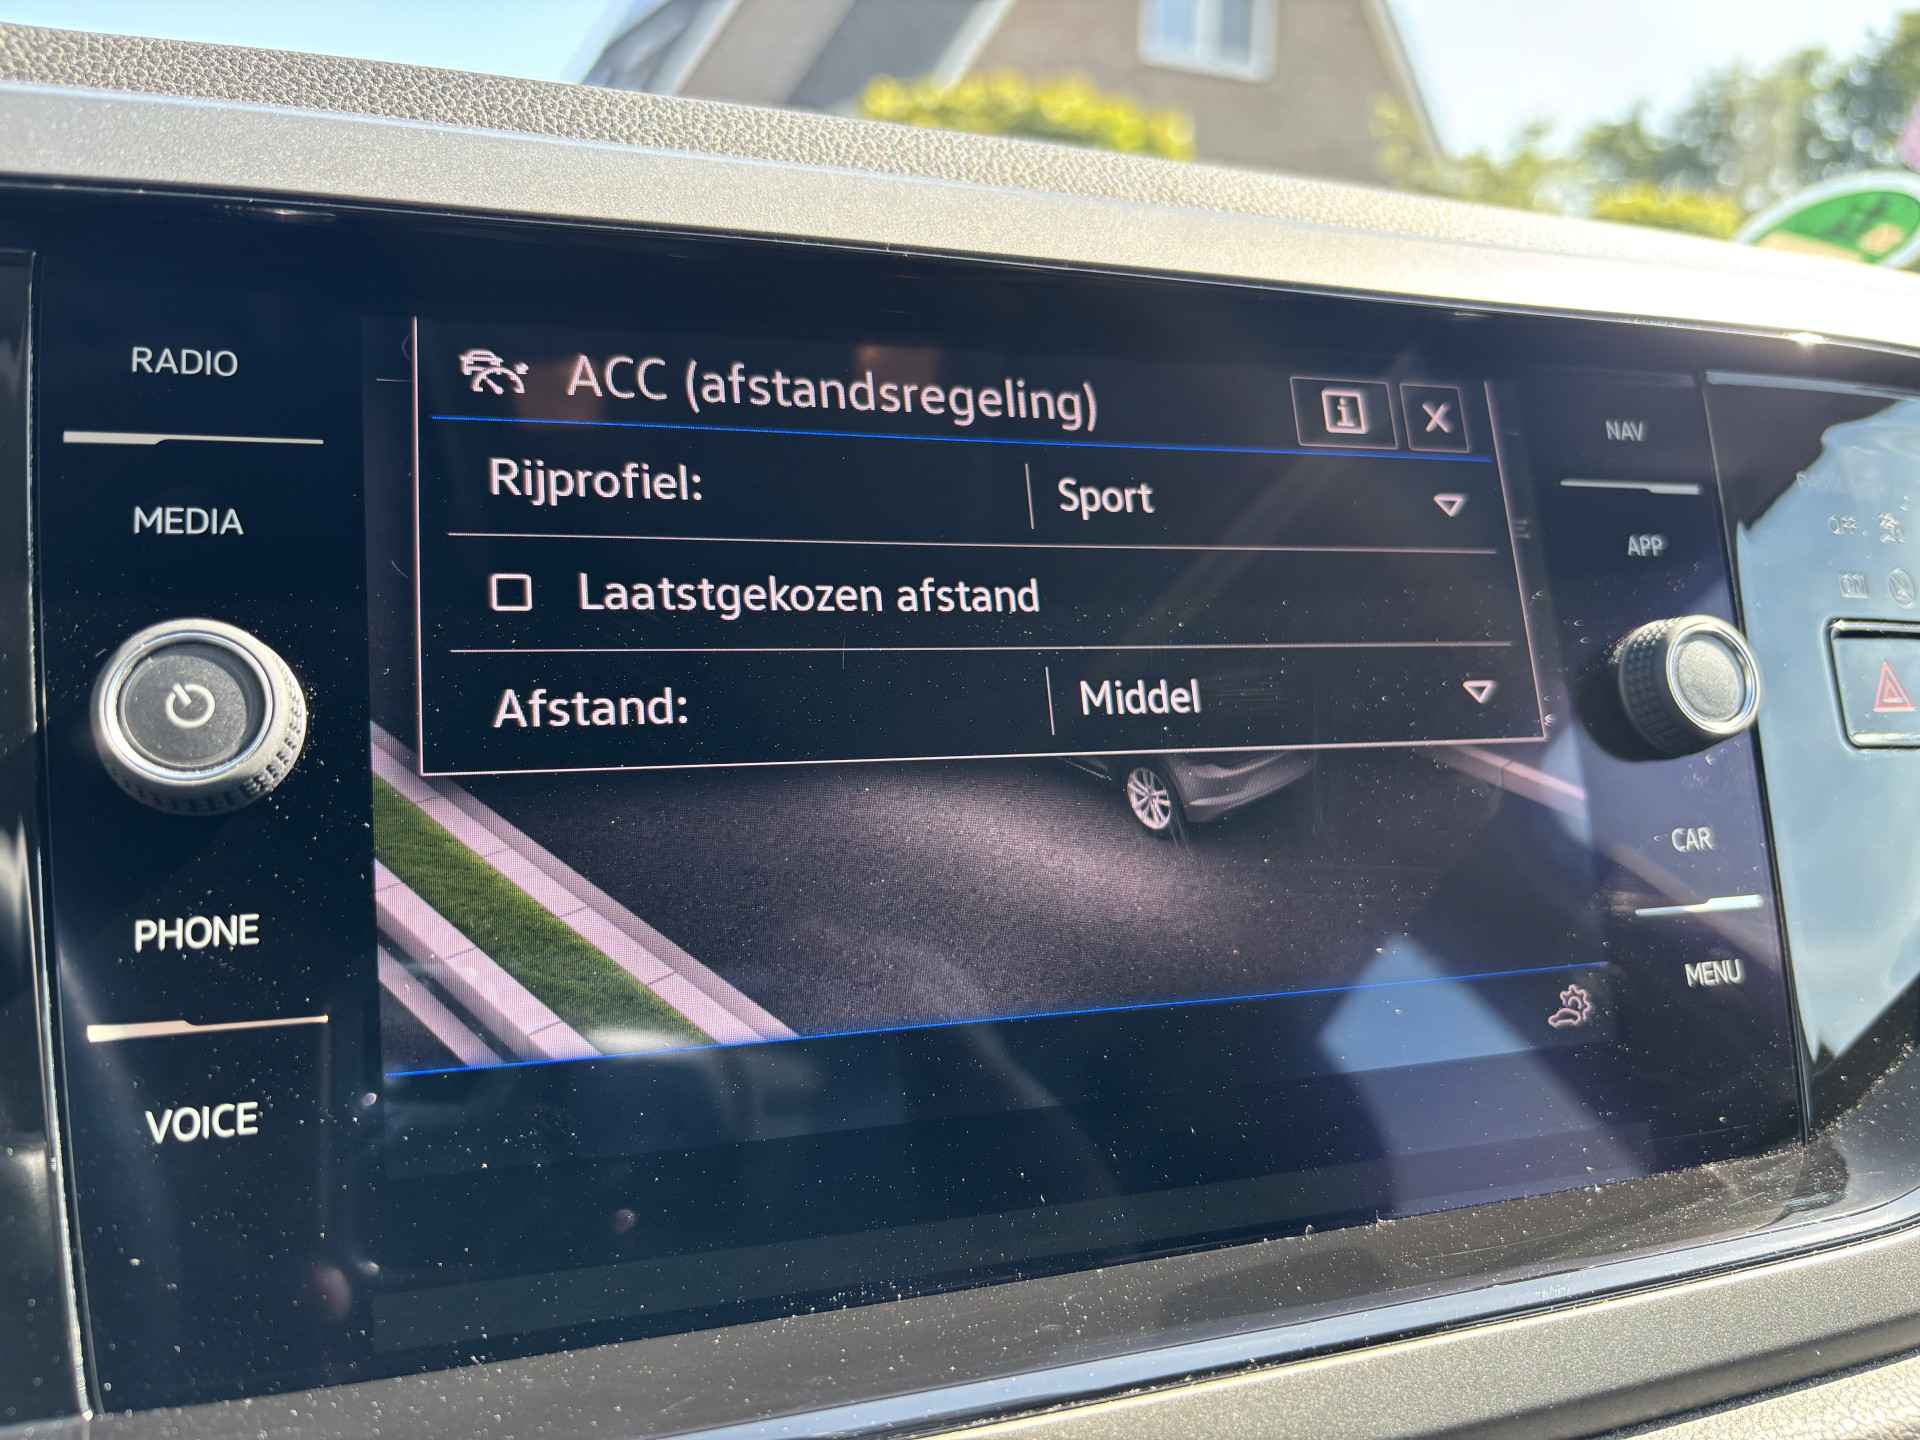 RADIO
MEDIA
PHONE
VOICE
ACC (afstandsregeling)
i X
Rijprofiel: Sport
Laatstgekozen afstand
Afstand: Middel
NAV
APP
CAR
MENU